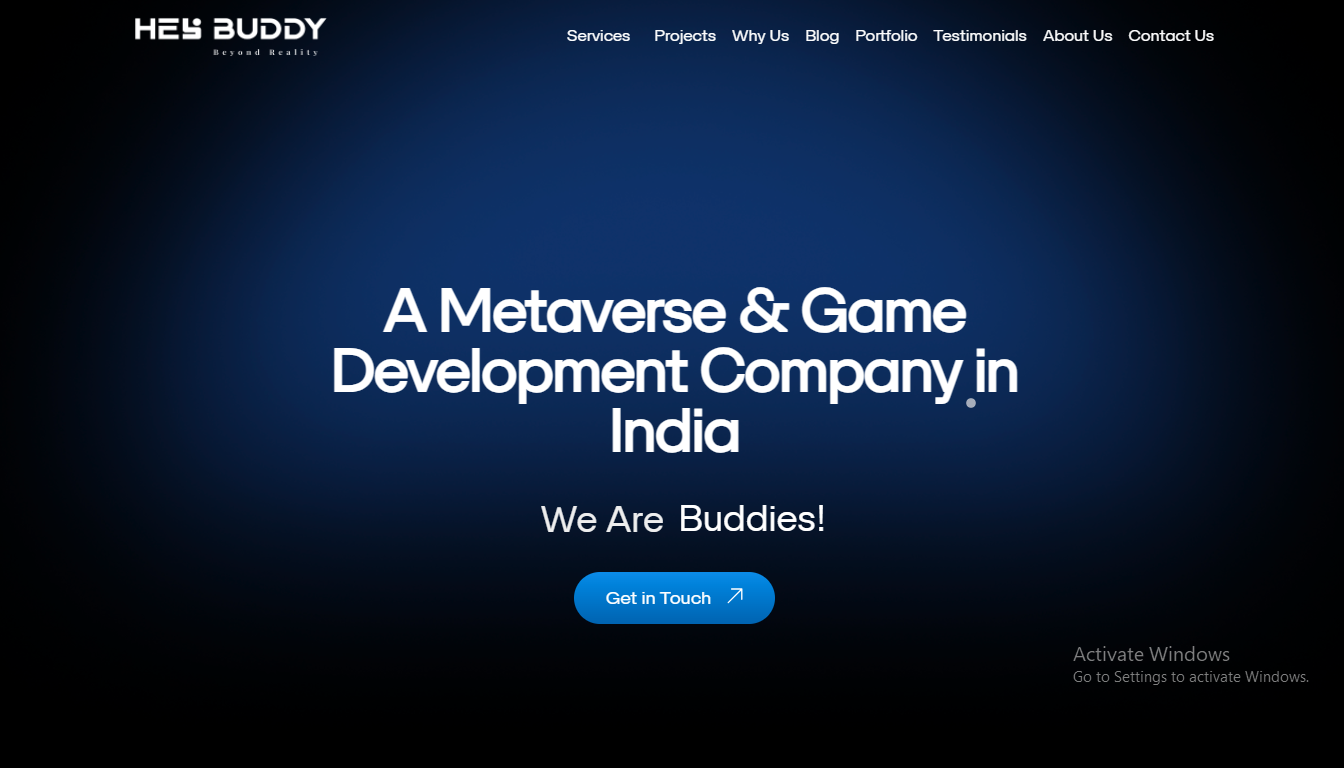 HEY BUDDY
Beyond Reality
Services Projects Why Us Blog Portfolio Testimonials About Us Contact Us
A Metaverse & Game
Development Company in
India
We Are Buddies!
Get in Touch
Activate Windows
Go to Settings to activate Windows.